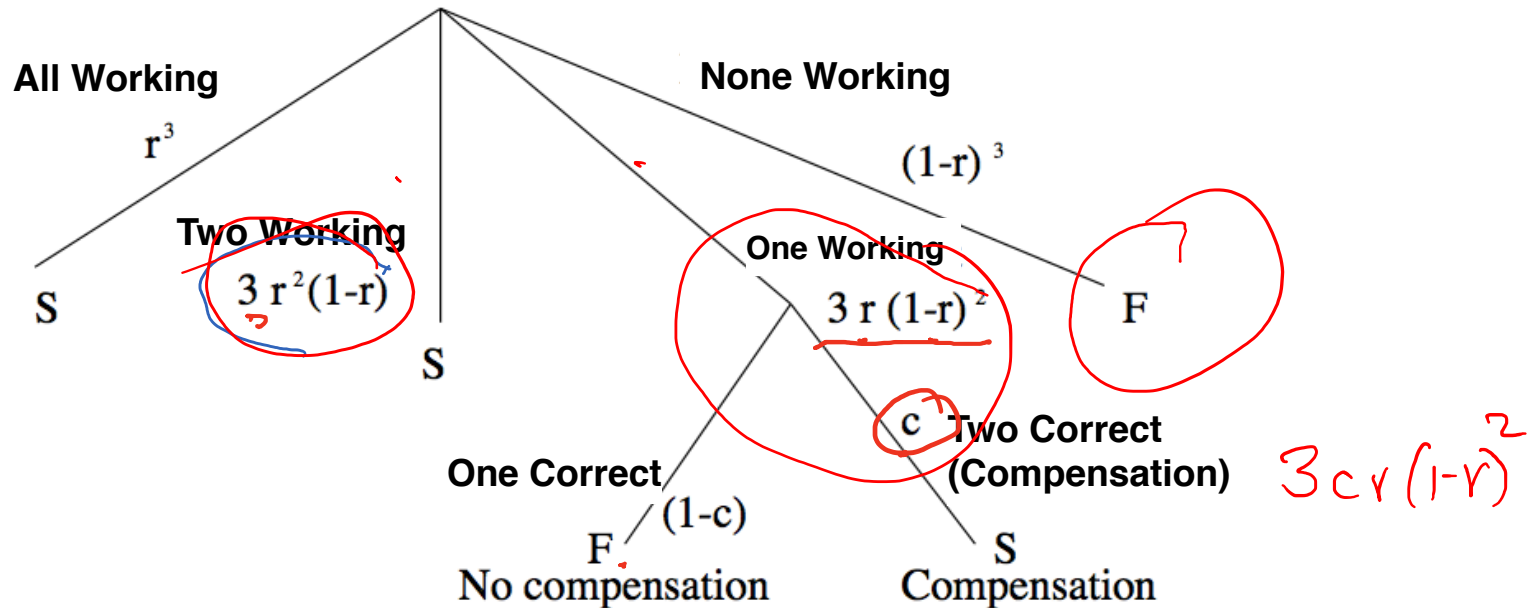 All Working
None Working
r³
(1-r) ³
Two Working
One Working
3 r²(1-r)
3 r (1-r)²
S
F
S
c
Two Correct
(Compensation)
One Correct
3cr(1-r)²
(1-c)
F
S
No compensation
Compensation